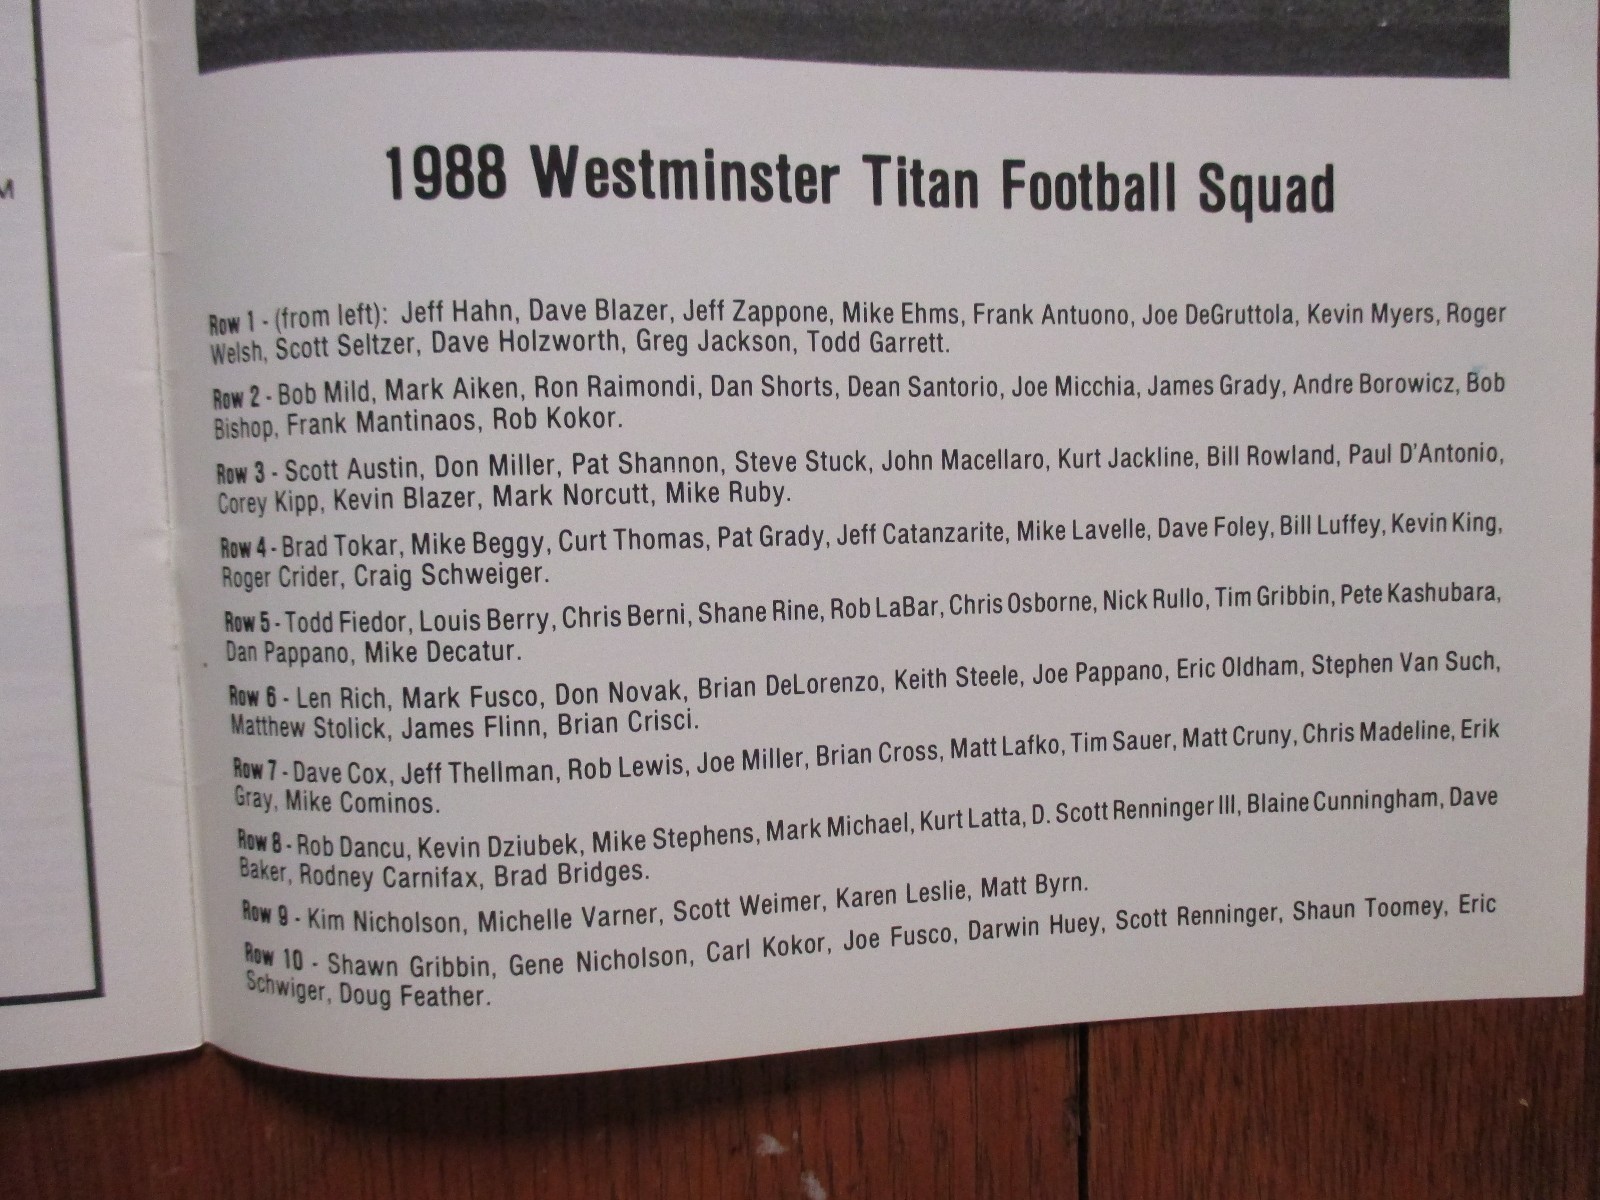 M
1988 Westminster Titan Football Squad
Row 1 - (from left): Jeff Hahn, Dave Blazer, Jeff Zappone, Mike Ehms, Frank Antuono, Joe DeGruttola, Kevin Myers, Roger
Welsh, Scott Seltzer, Dave Holzworth, Greg Jackson, Todd Garrett.
Row 2 - Bob Mild, Mark Aiken, Ron Raimondi, Dan Shorts, Dean Santorio, Joe Micchia, James Grady, Andre Borowicz, Bob
Bishop, Frank Mantinaos, Rob Kokor.
Row 3 - Scott Austin, Don Miller, Pat Shannon, Steve Stuck, John Macellaro, Kurt Jackline, Bill Rowland, Paul D'Antonio,
Corey Kipp, Kevin Blazer, Mark Norcutt, Mike Ruby.
Row 4 - Brad Tokar, Mike Beggy, Curt Thomas, Pat Grady, Jeff Catanzarite, Mike Lavelle, Dave Foley, Bill Luffey, Kevin King,
Roger Crider, Craig Schweiger.
Row 5 - Todd Fiedor, Louis Berry, Chris Berni, Shane Rine, Rob LaBar, Chris Osborne, Nick Rullo, Tim Gribbin, Pete Kashubara,
Dan Pappano, Mike Decatur.
Row 6 - Len Rich, Mark Fusco, Don Novak, Brian DeLorenzo, Keith Steele, Joe Pappano, Eric Oldham, Stephen Van Such,
Matthew Stolick, James Flinn, Brian Crisci.
Row 7 - Dave Cox, Jeff Thellman, Rob Lewis, Joe Miller, Brian Cross, Matt Lafko, Tim Sauer, Matt Cruny, Chris Madeline, Erik
Gray, Mike Cominos.
Row 8 - Rob Dancu, Kevin Dziubek, Mike Stephens, Mark Michael, Kurt Latta, D. Scott Renninger III, Blaine Cunningham, Dave
Baker, Rodney Carnifax, Brad Bridges.
Row 9 - Kim Nicholson, Michelle Varner, Scott Weimer, Karen Leslie, Matt Byrn.
Row 10 - Shawn Gribbin, Gene Nicholson, Carl Kokor, Joe Fusco, Darwin Huey, Scott Renninger, Shaun Toomey, Eric
Schwiger, Doug Feather.